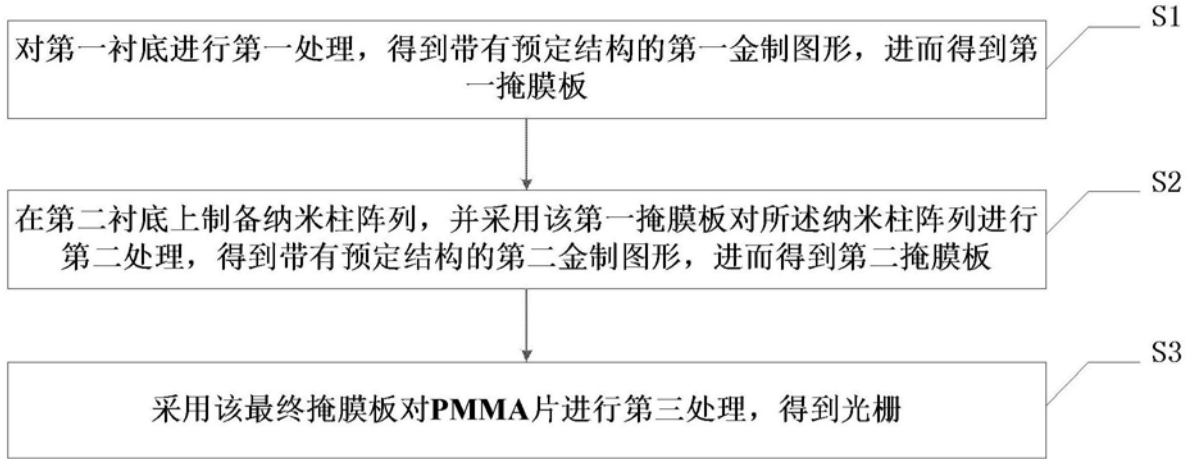 S1
对第一衬底进行第一处理，得到带有预定结构的第一金制图形，进而得到第
一掩膜板
S2
在第二衬底上制备纳米柱阵列，并采用该第一掩膜板对所述纳米柱阵列进行
第二处理，得到带有预定结构的第二金制图形，进而得到第二掩膜板
S3
采用该最终掩膜板对PMMA片进行第三处理，得到光栅